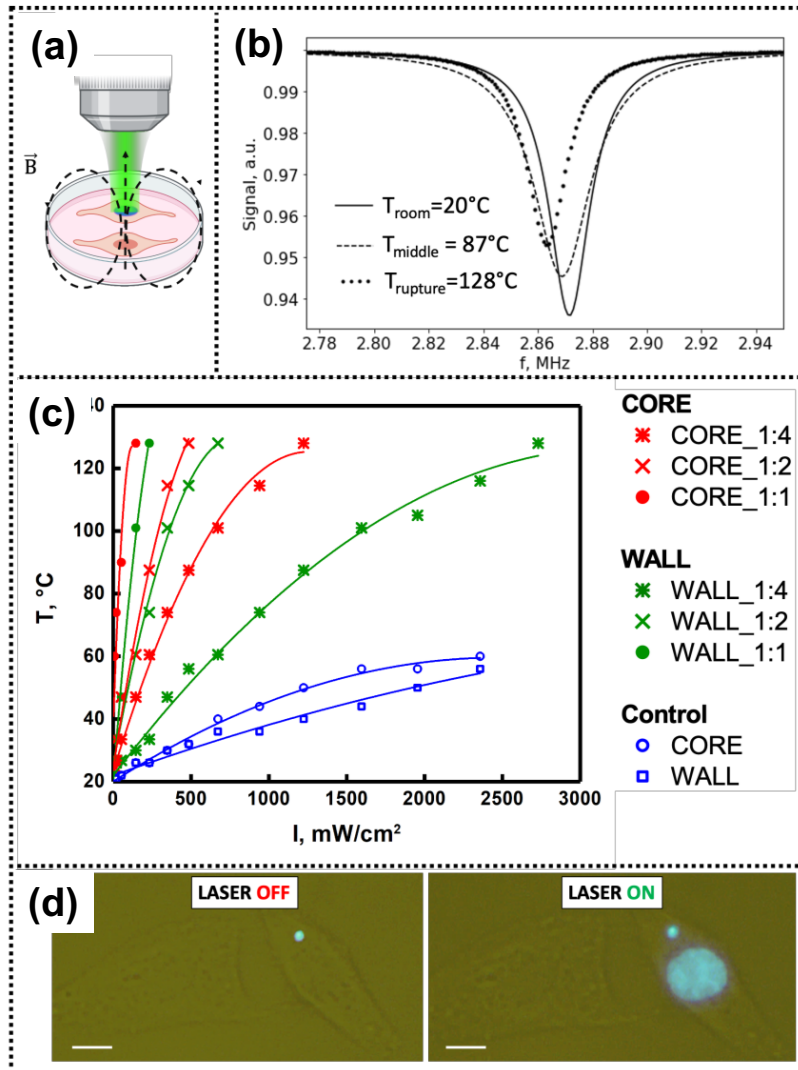 (a)
B
(b)
Signal, a.u.
0.99
0.98
0.97
0.96
0.95
0.94
T_room=20°C
T_middle = 87°C
T_rupture=128°C
2.78 2.80 2.82 2.84 2.86 2.88 2.90 2.92 2.94
f, MHz
(c)
T, °C
120
100
80
60
40
20
0 500 1000 1500 2000 2500 3000
I, mW/cm²
CORE
CORE_1:4
CORE_1:2
CORE_1:1
WALL
WALL_1:4
WALL_1:2
WALL_1:1
Control
CORE
WALL
(d)
LASER OFF
LASER ON